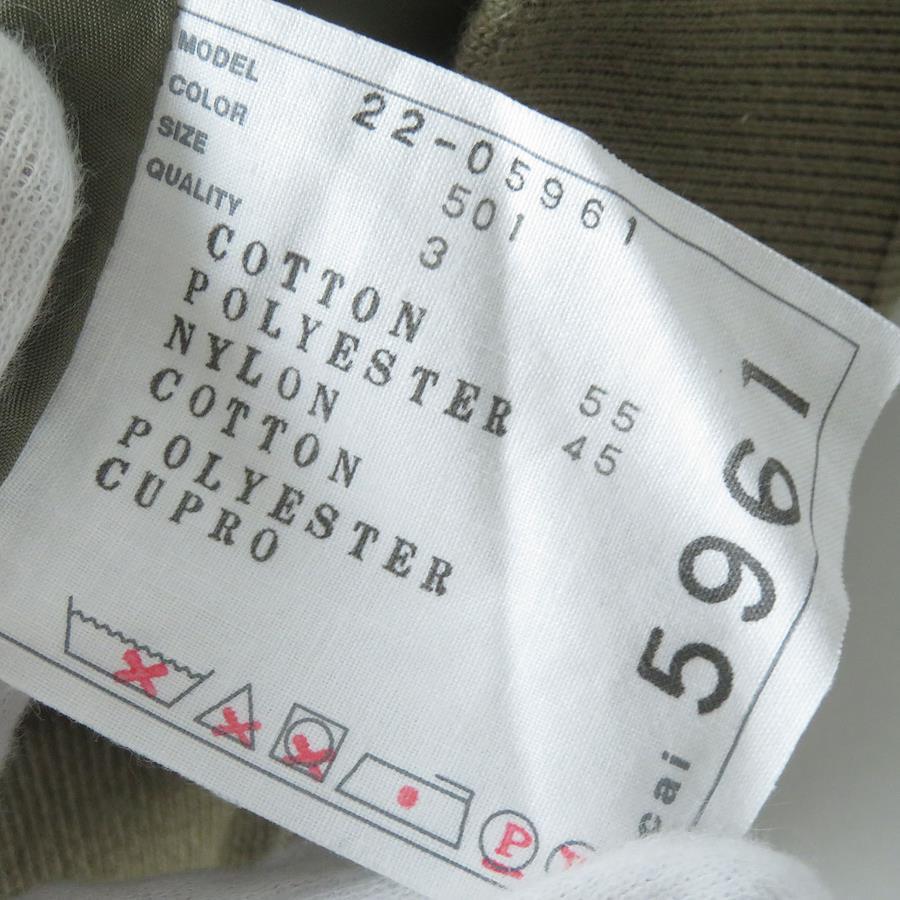 MODEL 22-05961
COLOR 501
SIZE 3
QUALITY
COTTON
POLYESTER 55
NYLON 45
COTTON
POLYESTER
CUPRO
P
cai 5961